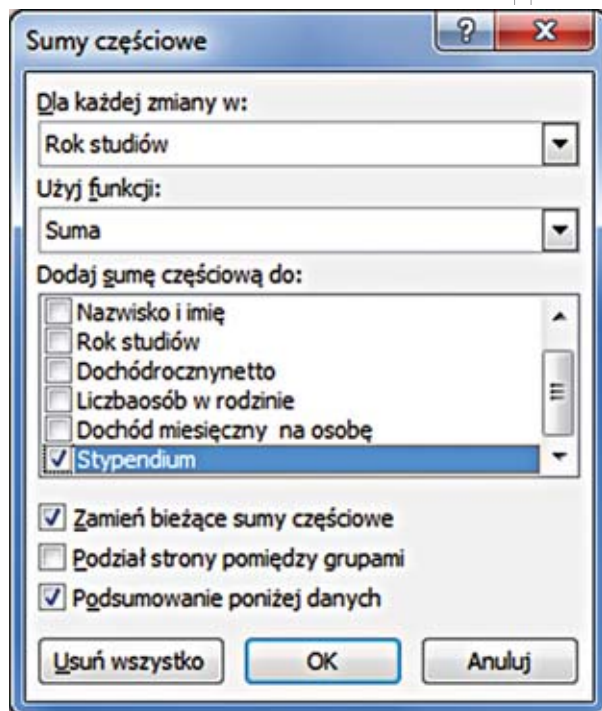 Sumy częściowe
Dla każdej zmiany w:
Rok studiów
Użyj funkcji:
Suma
Dodaj sumę częściową do:
Nazwisko i imię
Rok studiów
Dochódrocznynetto
Liczbaosób w rodzinie
Dochód miesięczny na osobę
Stypendium
Zamień bieżące sumy częściowe
Podział strony pomiędzy grupami
Podsumowanie poniżej danych
Usuń wszystko OK Anuluj